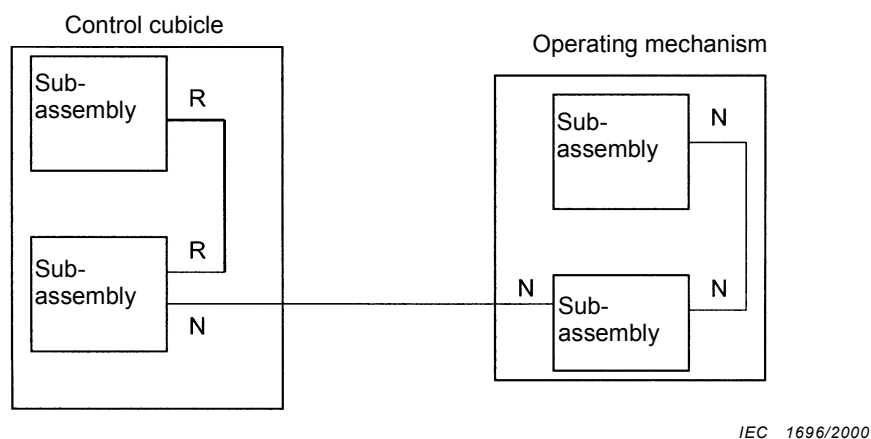 Control cubicle
Operating mechanism
Sub-
assembly
R
Sub-
assembly
N
R
Sub-
assembly
N
N
Sub-
assembly
N
IEC 1696/2000